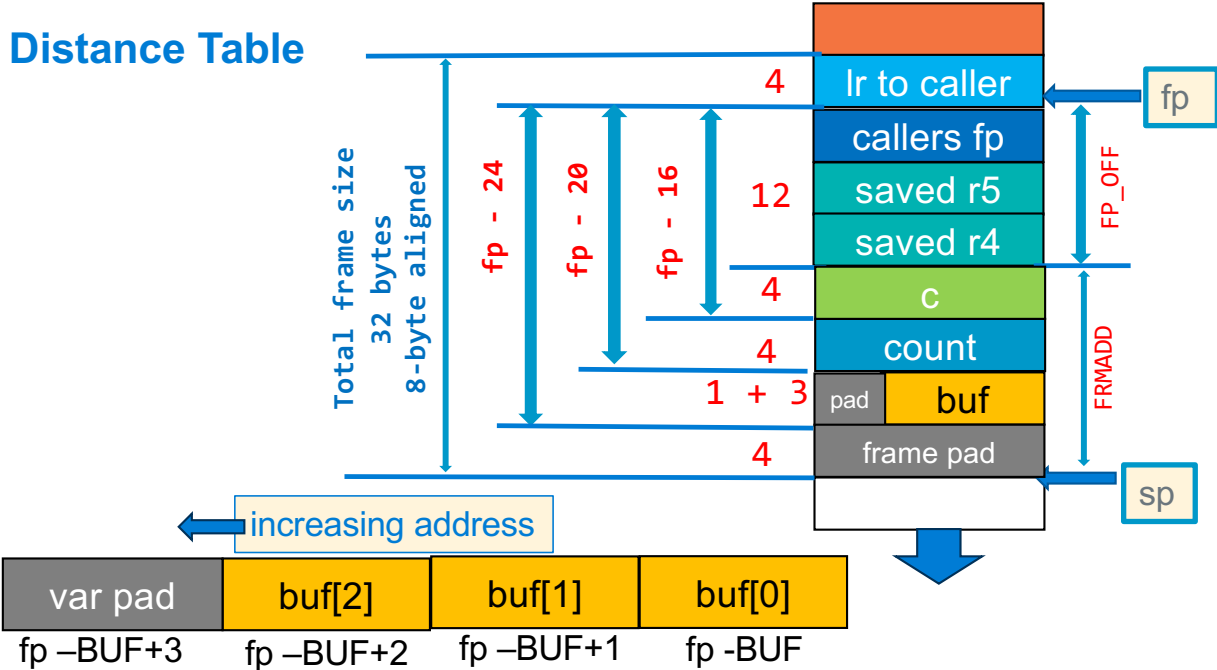 Distance Table
4
lr to caller
fp
callers fp
saved r5
saved r4
12
FP_OFF
Total frame size
32 bytes
8-byte aligned
fp - 24
fp - 20
fp - 16
4
c
4
count
1 + 3
pad
buf
FRMADD
4
frame pad
sp
increasing address
var pad
buf[2]
buf[1]
buf[0]
fp –BUF+3
fp –BUF+2
fp –BUF+1
fp -BUF